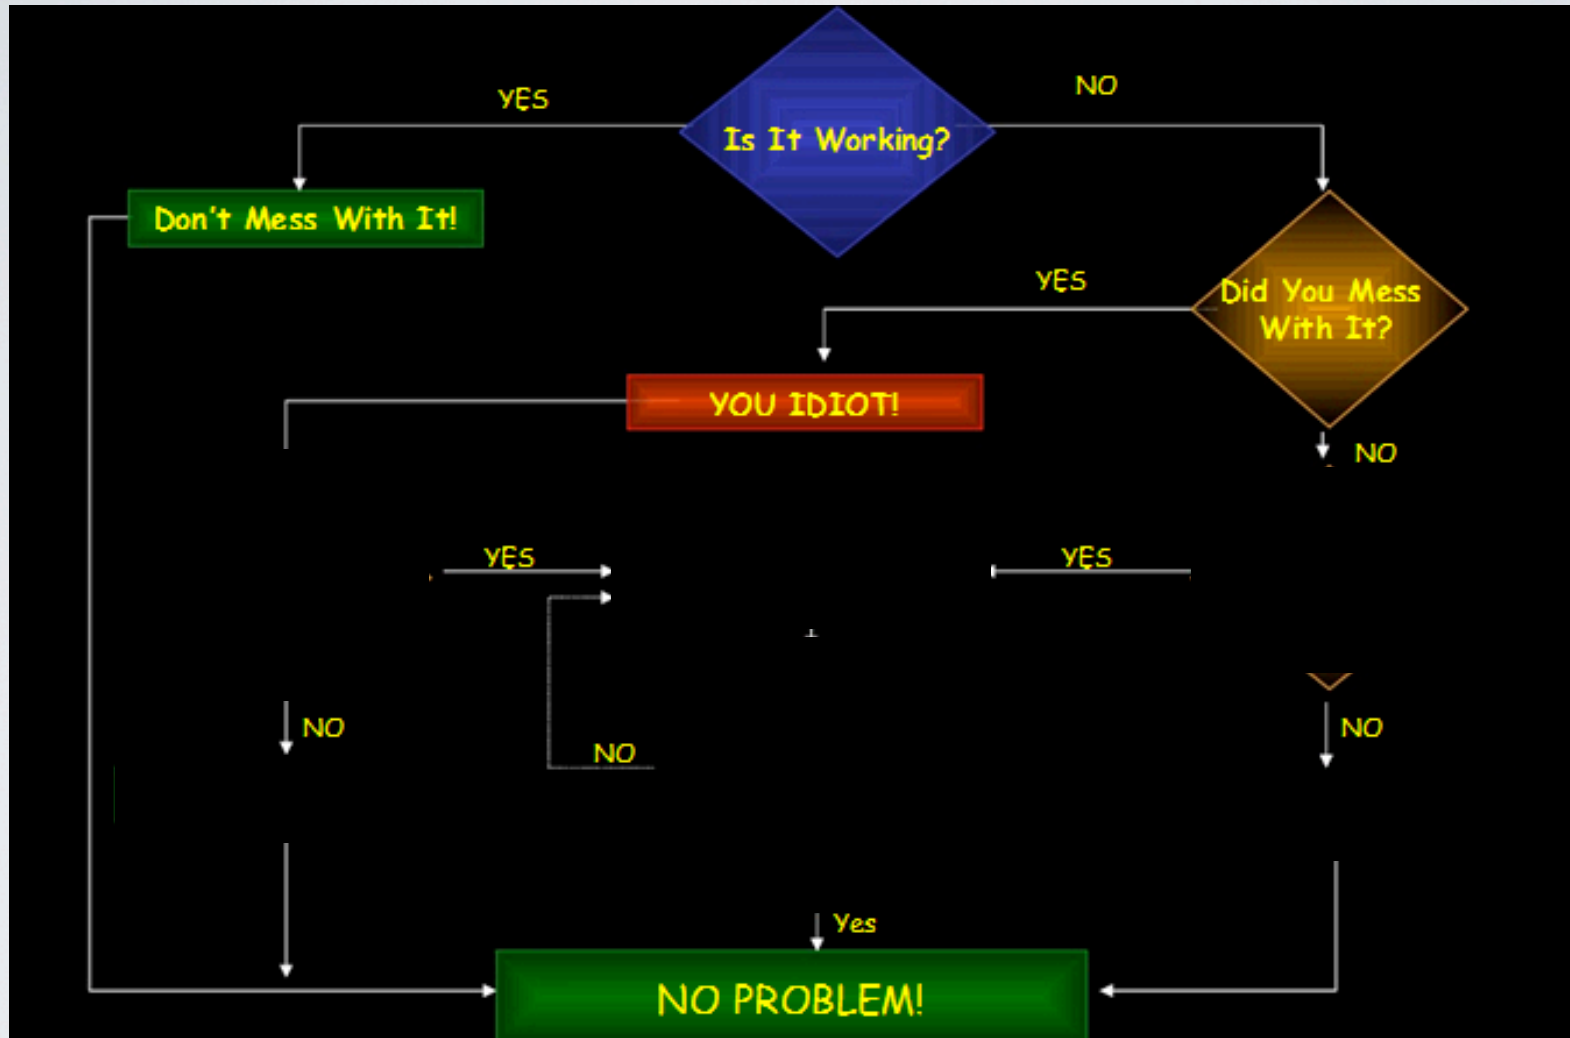 YES
NO
Is It Working?
Don't Mess With It!
YES
Did You Mess
With It?
YOU IDIOT!
NO
YES
YES
NO
NO
NO
Yes
NO PROBLEM!